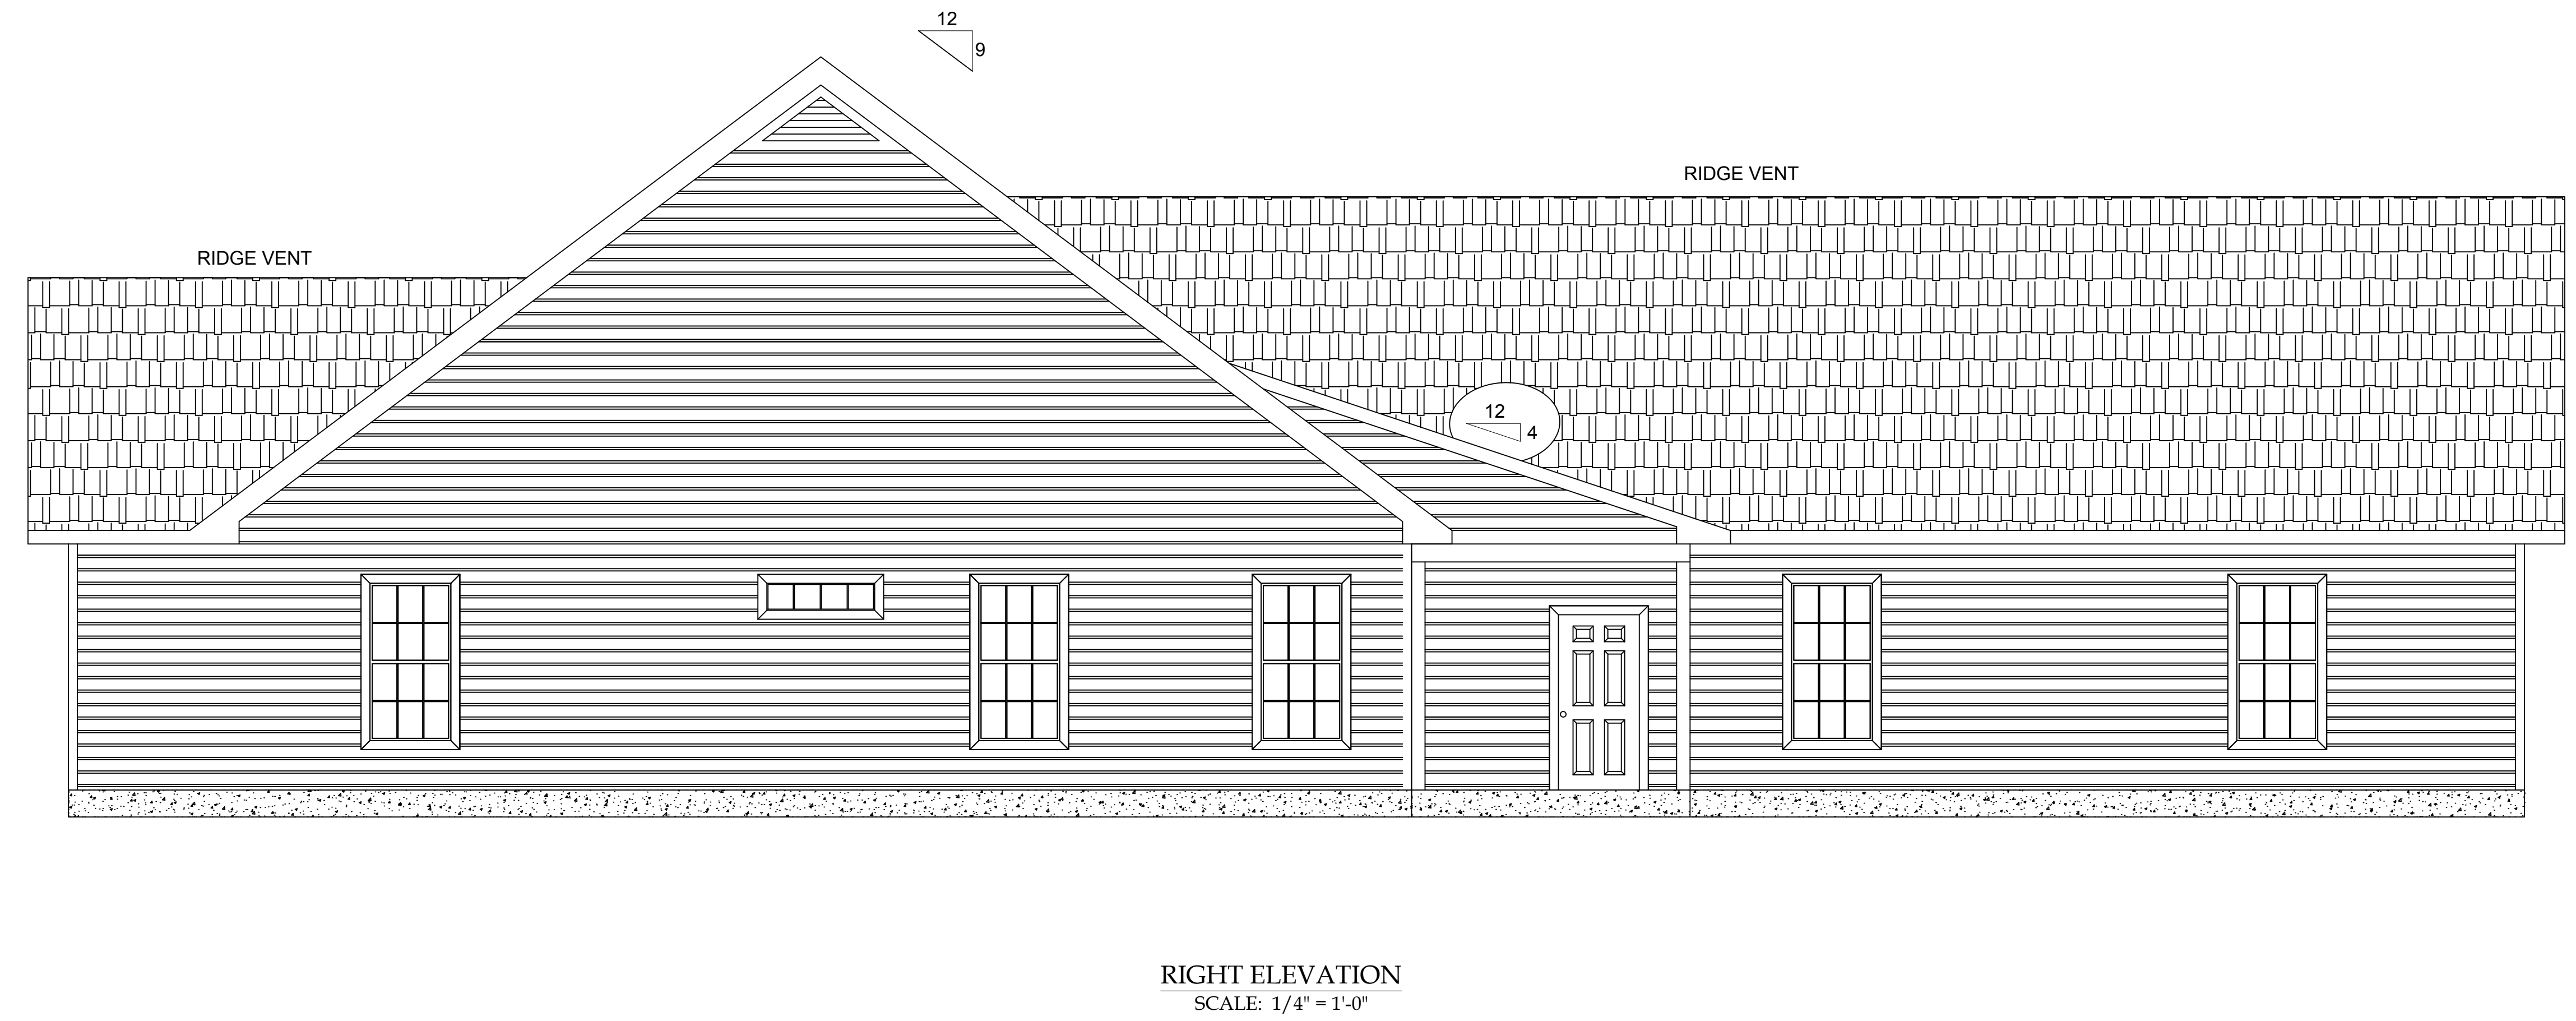 12
9
RIDGE VENT
RIDGE VENT
12
4
RIGHT ELEVATION
SCALE: 1/4" = 1'-0"